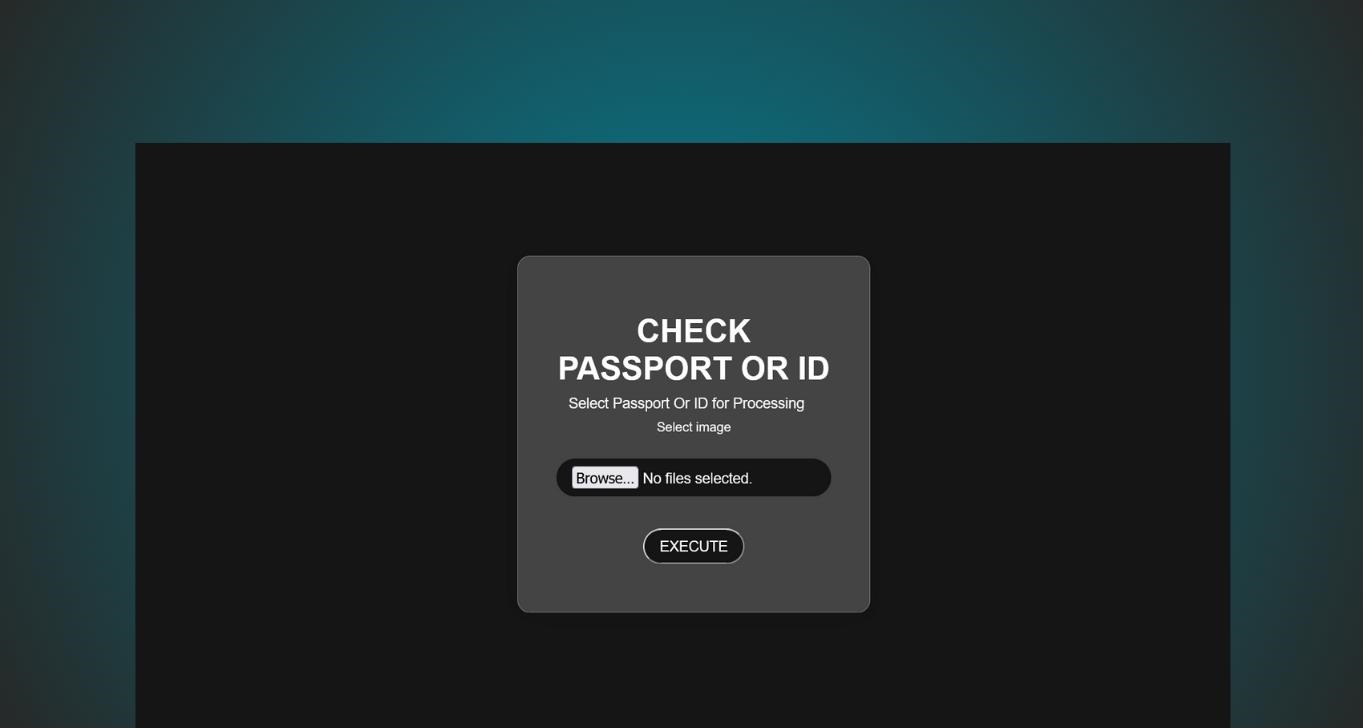 CHECK
PASSPORT OR ID
Select Passport Or ID for Processing
Select image
Browse... No files selected.
EXECUTE